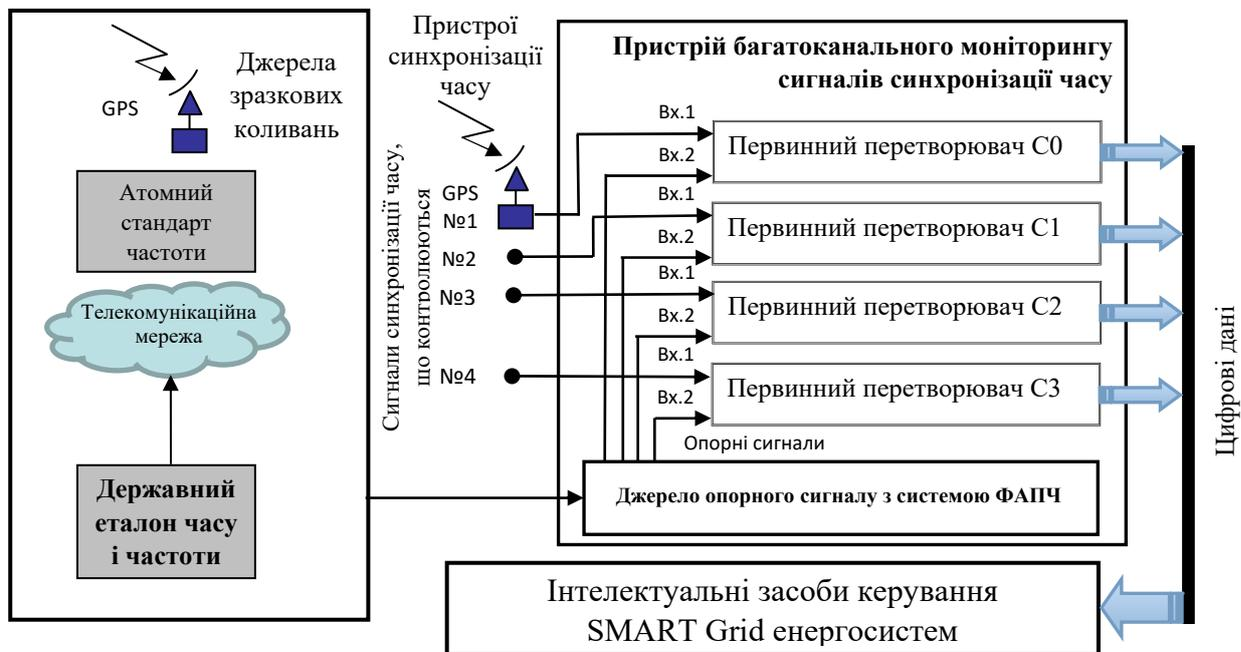 GPS
Джерела
зразкових
коливань
Атомний
стандарт
частоти
Телекомунікаційна
мережа
Державний
еталон часу
і частоти
Пристрої
синхронізації
часу
Сигнали синхронізації часу,
що контролюються
GPS
№1
№2
№3
№4
Пристрій багатоканального моніторингу
сигналів синхронізації часу
Вх.1
Вх.2
Первинний перетворювач С0
Вх.1
Вх.2
Первинний перетворювач С1
Вх.1
Вх.2
Первинний перетворювач С2
Вх.1
Вх.2
Первинний перетворювач С3
Опорні сигнали
Джерело опорного сигналу з системою ФАПЧ
Цифрові дані
Інтелектуальні засоби керування
SMART Grid енергосистем